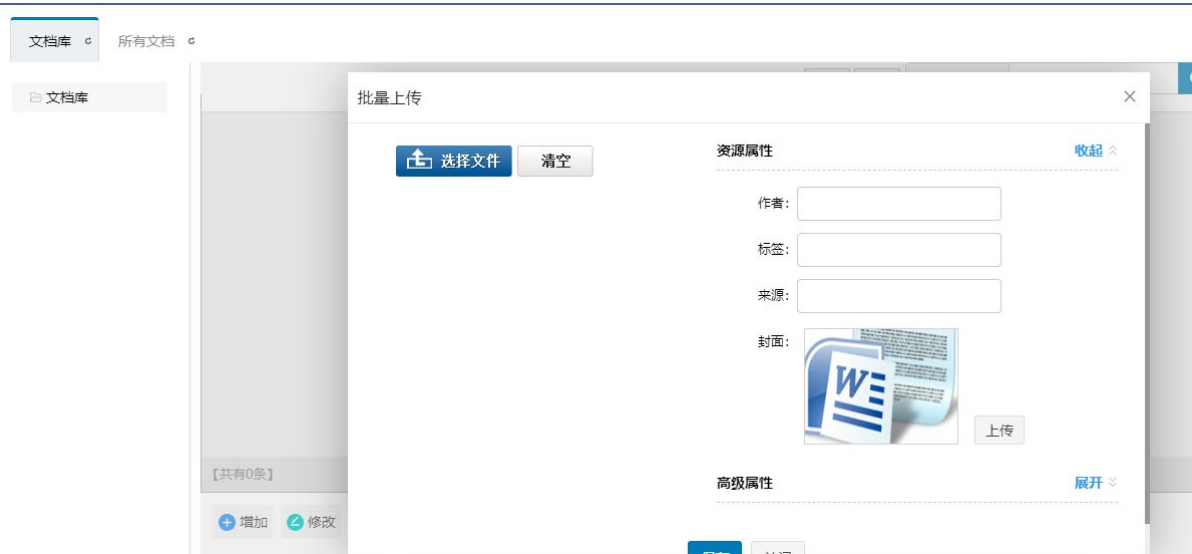 文档库
所有文档
文档库
批量上传
选择文件 清空
资源属性 收起
作者:
标签:
来源:
封面:
W
上传
高级属性 展开
【共有0条】
增加 修改